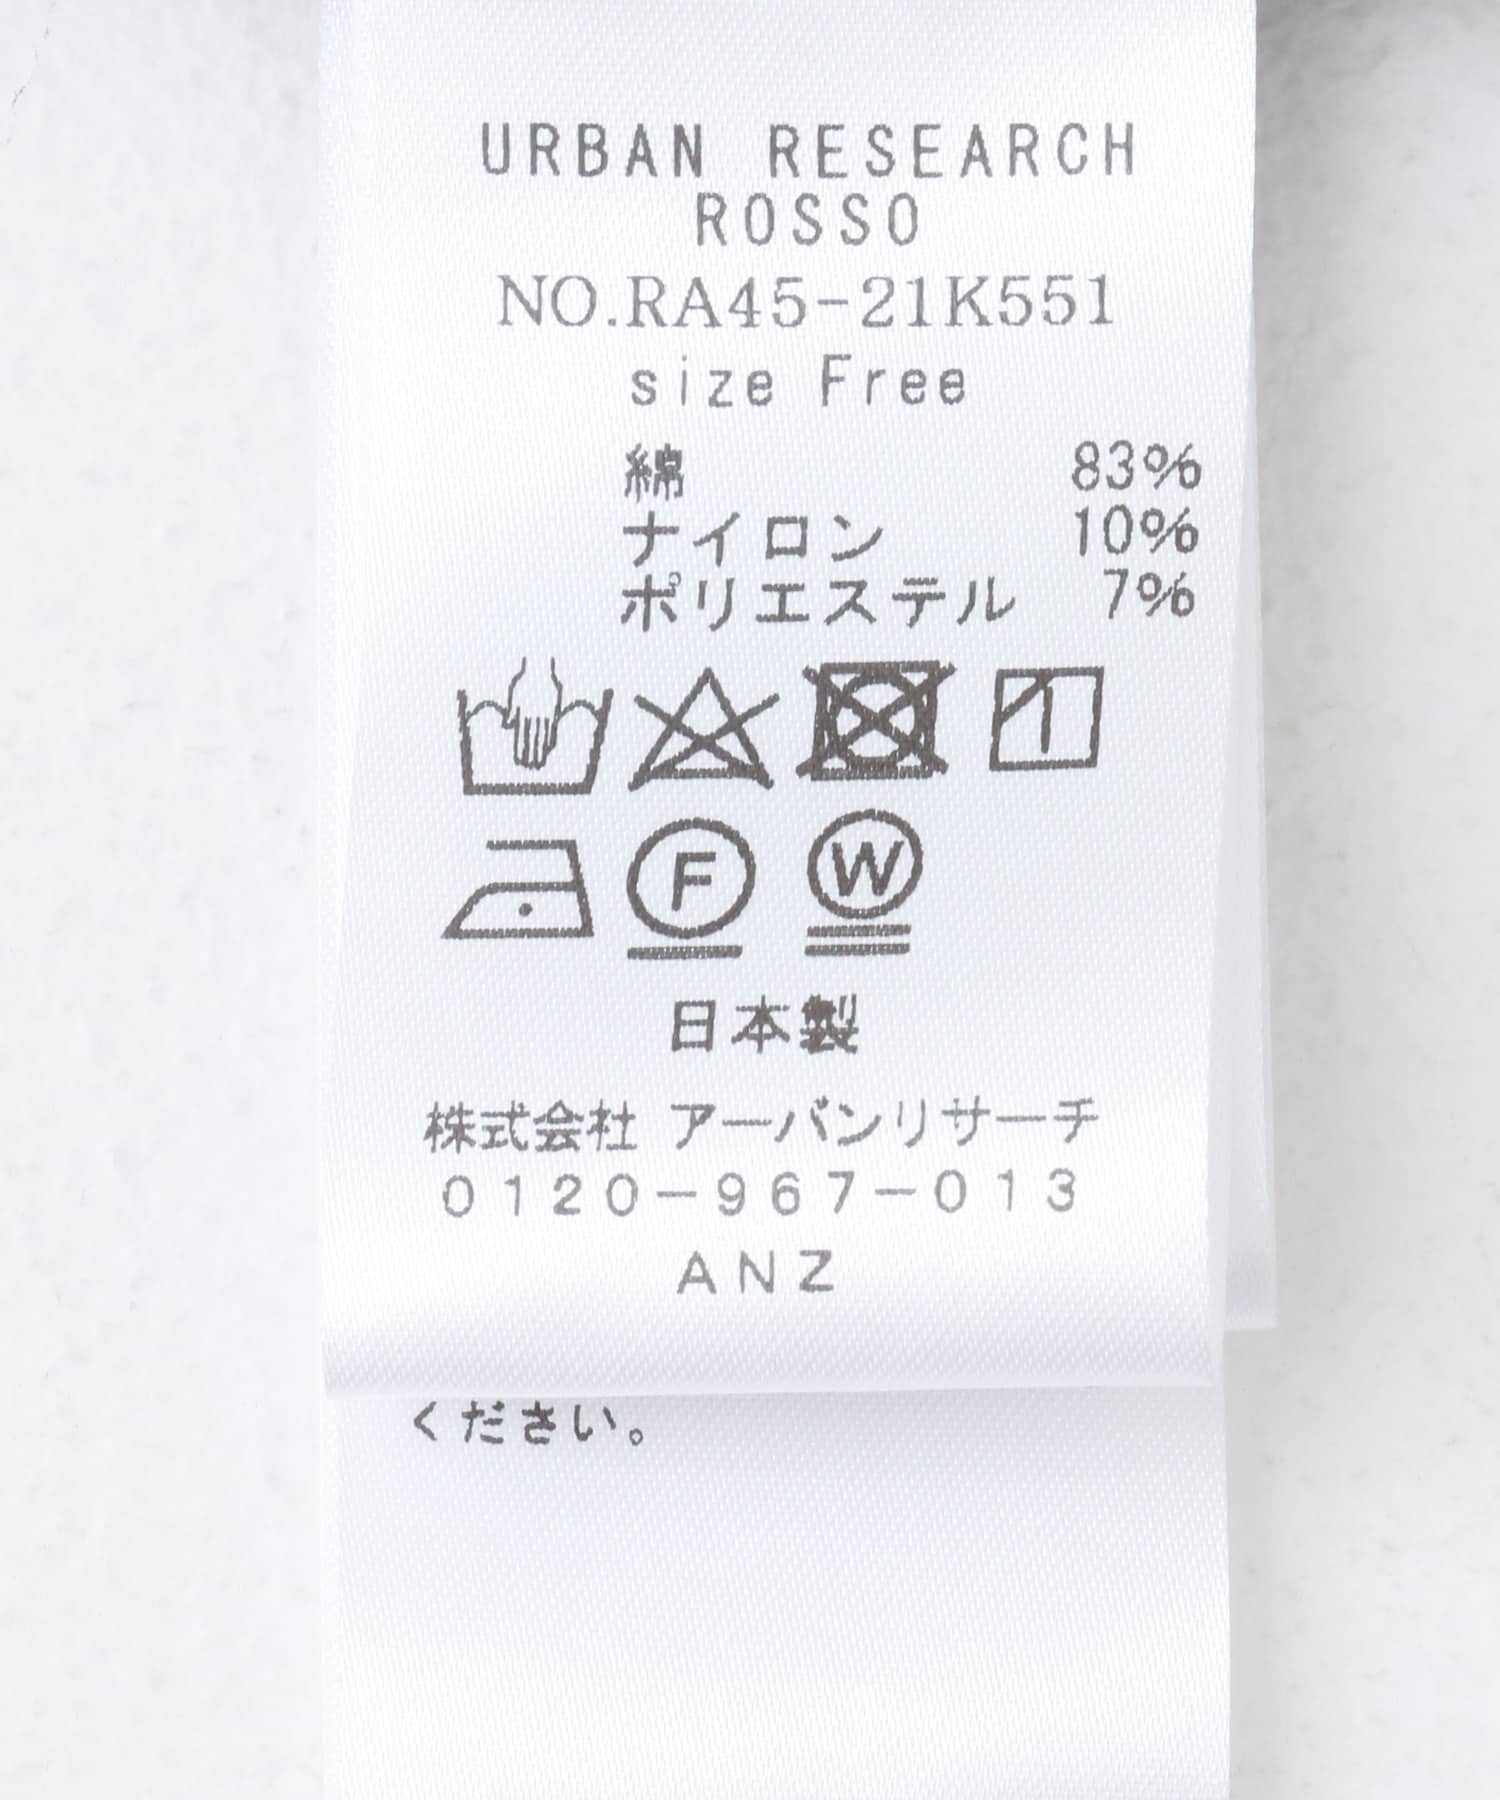 URBAN RESEARCH
ROSSO
NO.RA45-21K551
size Free
綿 83%
ナイロン 10%
ポリエステル 7%
F W
日本製
株式会社 アーバンリサーチ
0120-967-013
ANZ
ください。